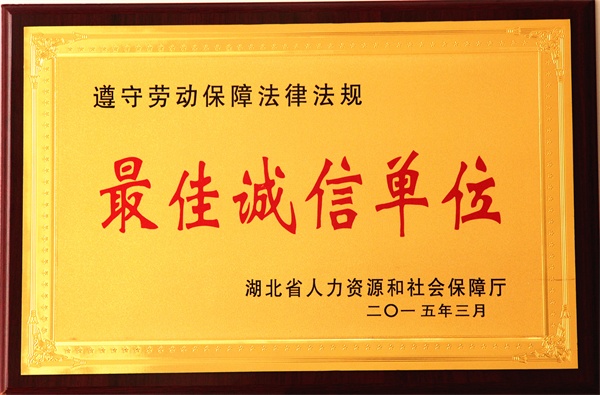 遵守劳动保障法律法规
最佳诚信单位
湖北省人力资源和社会保障厅
二〇一五年三月